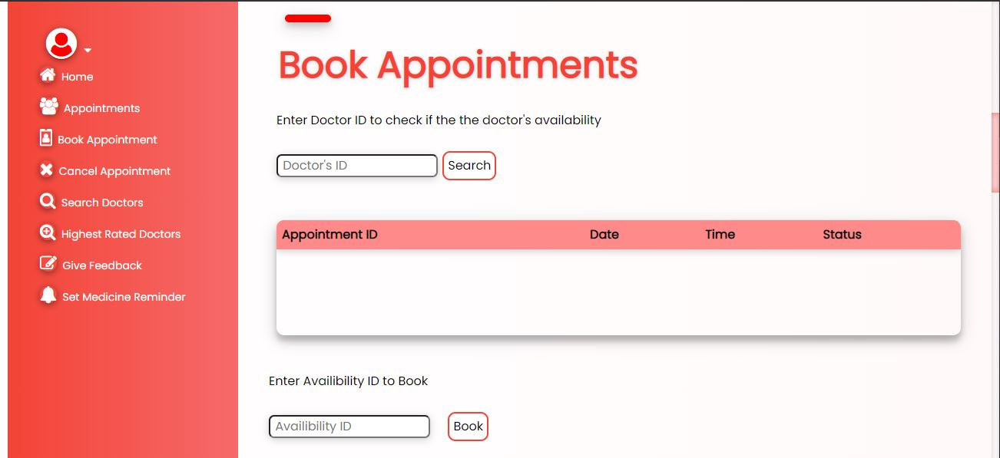 Home
Appointments
Book Appointment
Cancel Appointment
Search Doctors
Highest Rated Doctors
Give Feedback
Set Medicine Reminder
Book Appointments
Enter Doctor ID to check if the the doctor's availability
Doctor's ID Search
Appointment ID Date Time Status
Enter Availibility ID to Book
Availibility ID Book